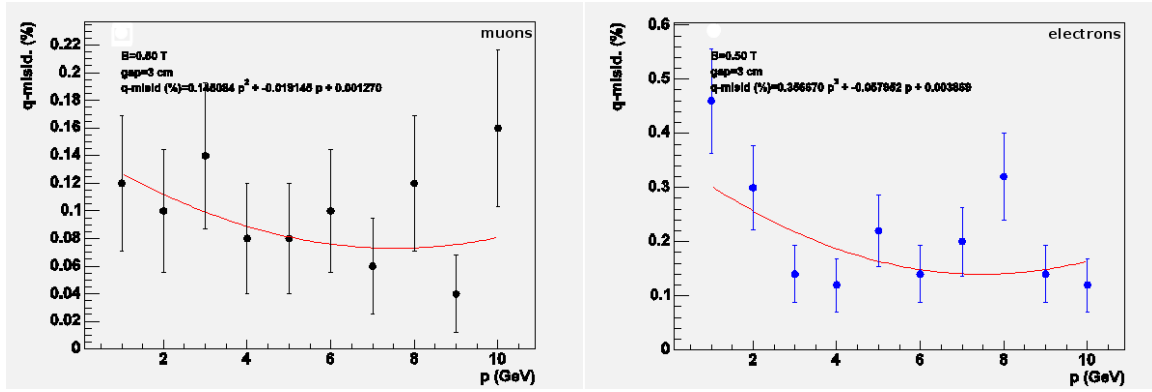 q-misid. (%)
muons
B=0.50 T
gap=3 cm
q-misid (%)=0.145084 p² + -0.019145 p + 0.001270
0.22
0.2
0.18
0.16
0.14
0.12
0.1
0.08
0.06
0.04
0.02
0
2 4 6 8 10
p (GeV)
q-misid. (%)
electrons
B=0.50 T
gap=3 cm
q-misid (%)=0.356670 p² + -0.057952 p + 0.003869
0.6
0.5
0.4
0.3
0.2
0.1
0
2 4 6 8 10
p (GeV)